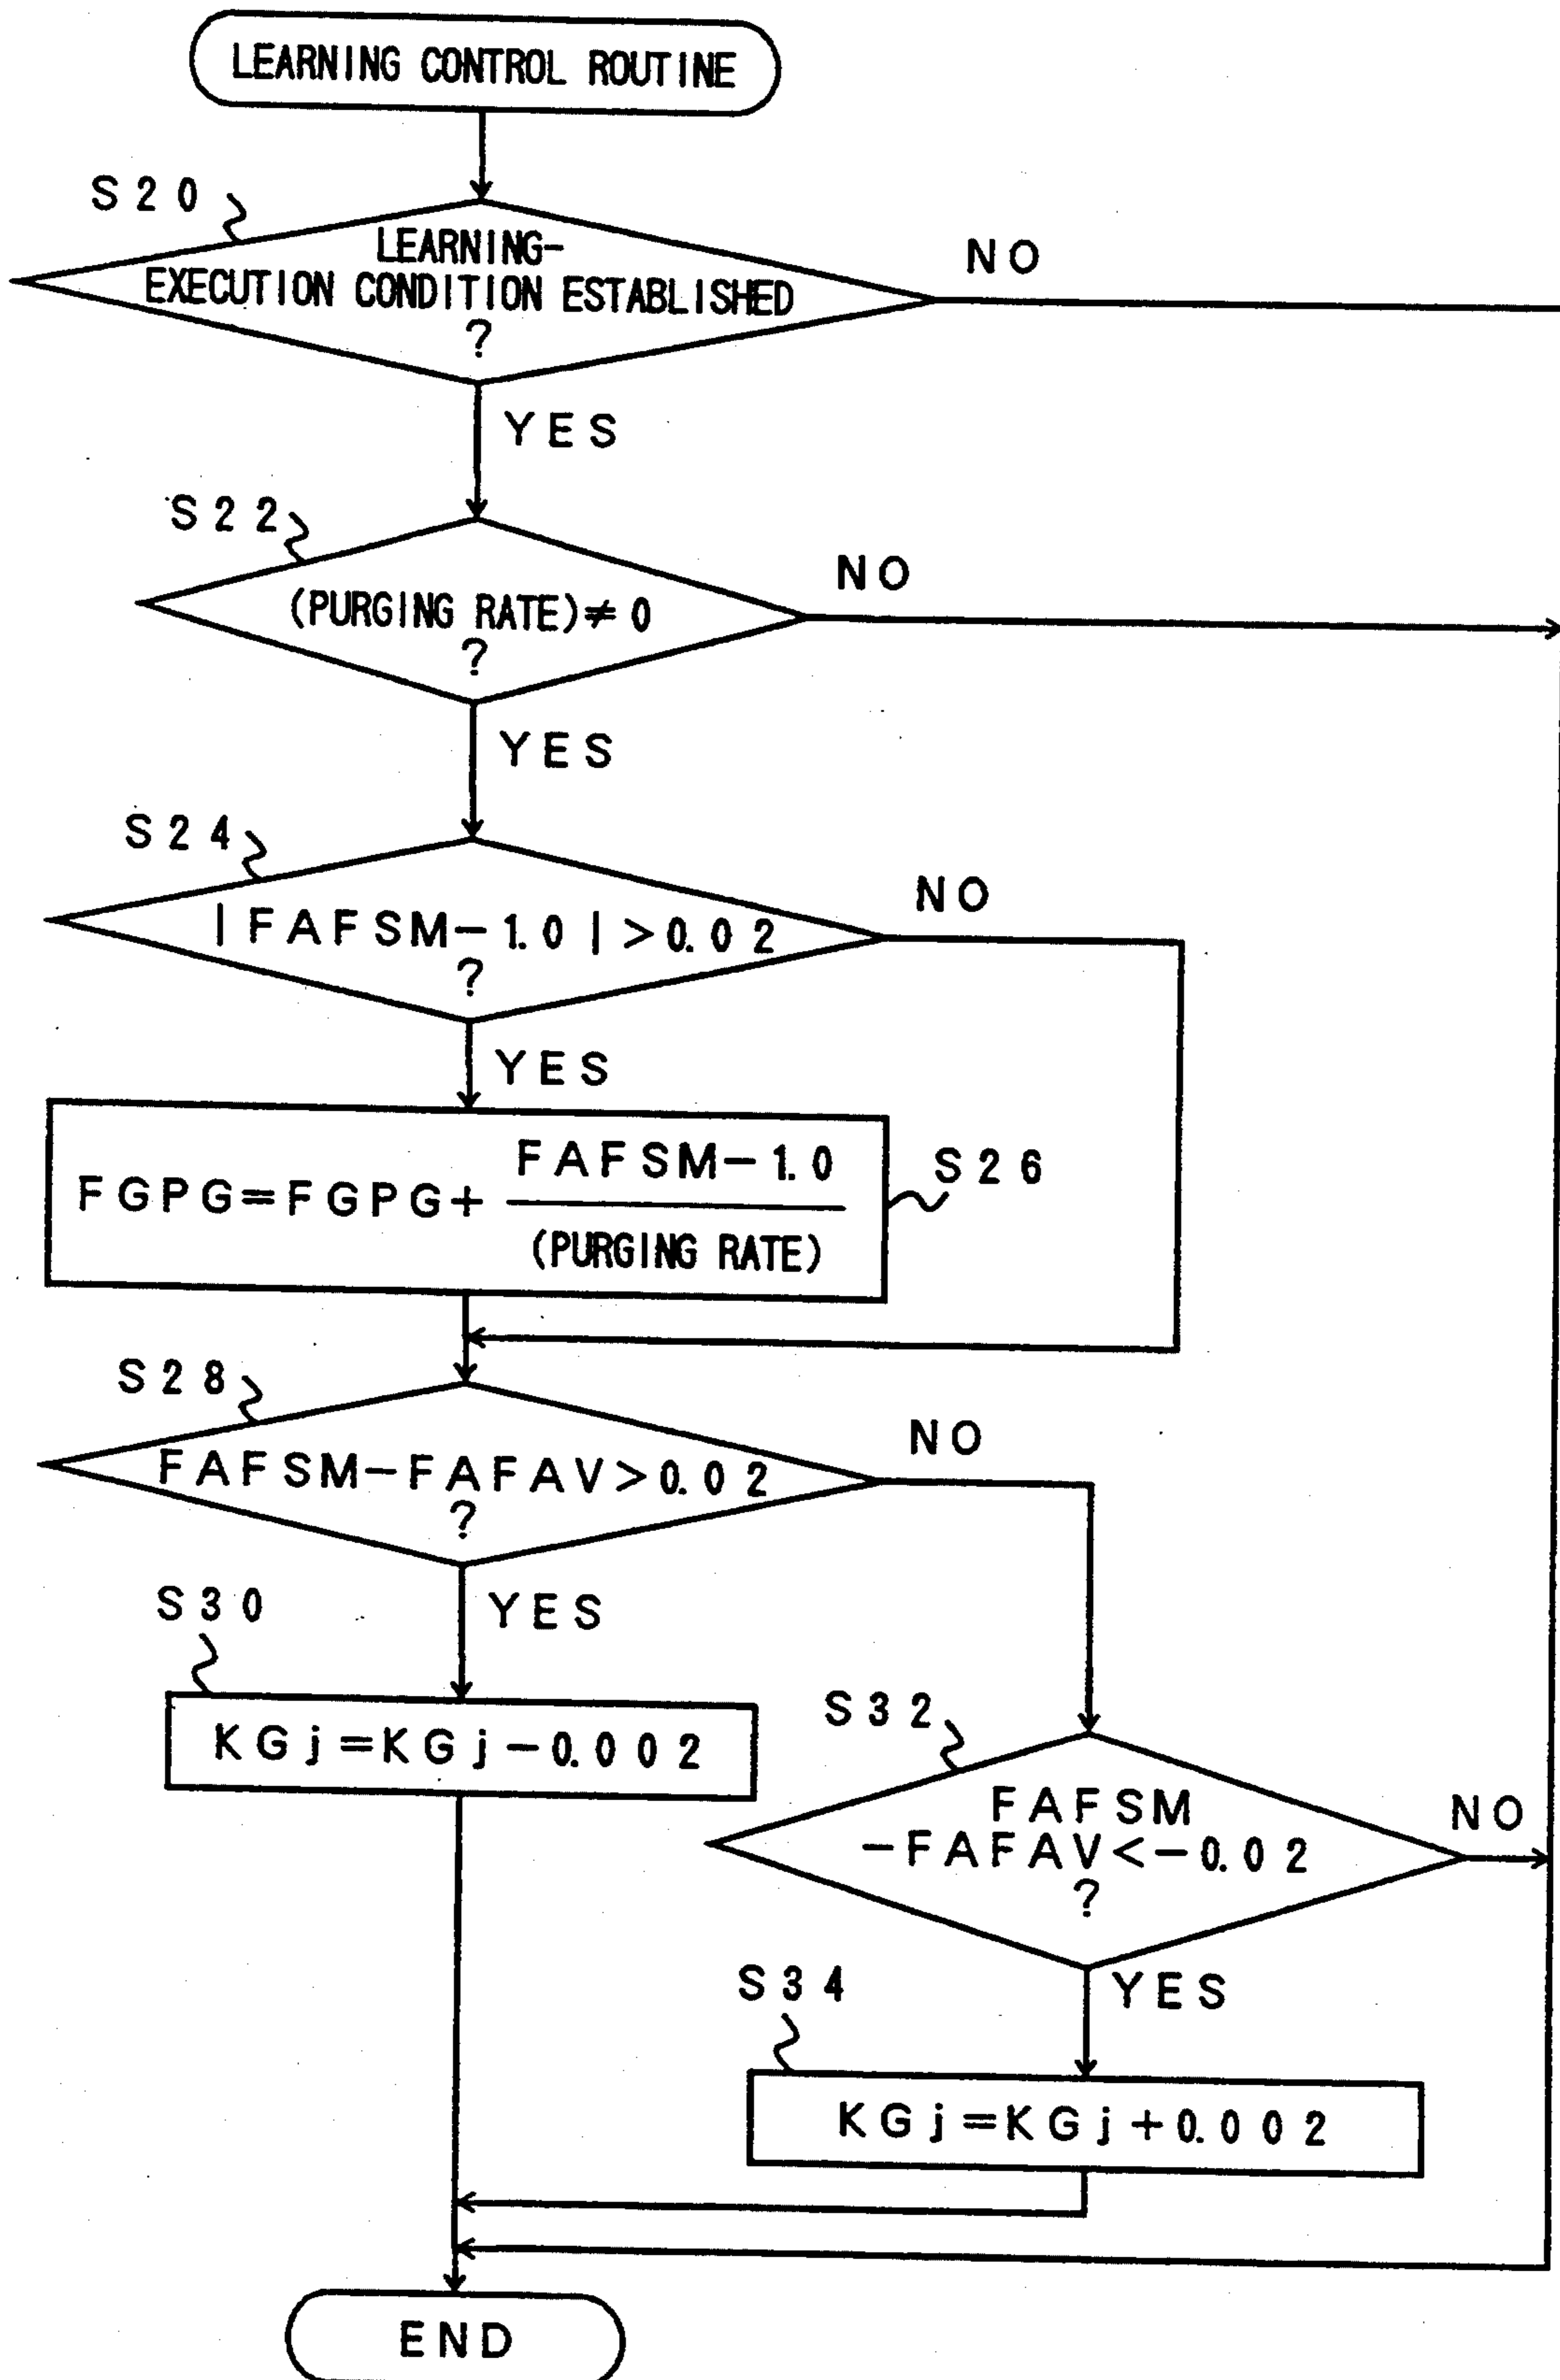 LEARNING CONTROL ROUTINE
S20
LEARNING-
EXECUTION CONDITION ESTABLISHED
?
NO
YES
S22
(PURGING RATE)≠0
?
NO
YES
S24
|FAFSM-1.0|>0.02
?
NO
YES
FGPG=FGPG+
FAFSM-1.0
(PURGING RATE)
S26
S28
FAFSM-FAFAV>0.02
?
NO
YES
S30
KGj=KGj-0.002
S32
FAFSM
-FAFAV<-0.02
?
NO
YES
S34
KGj=KGj+0.002
END